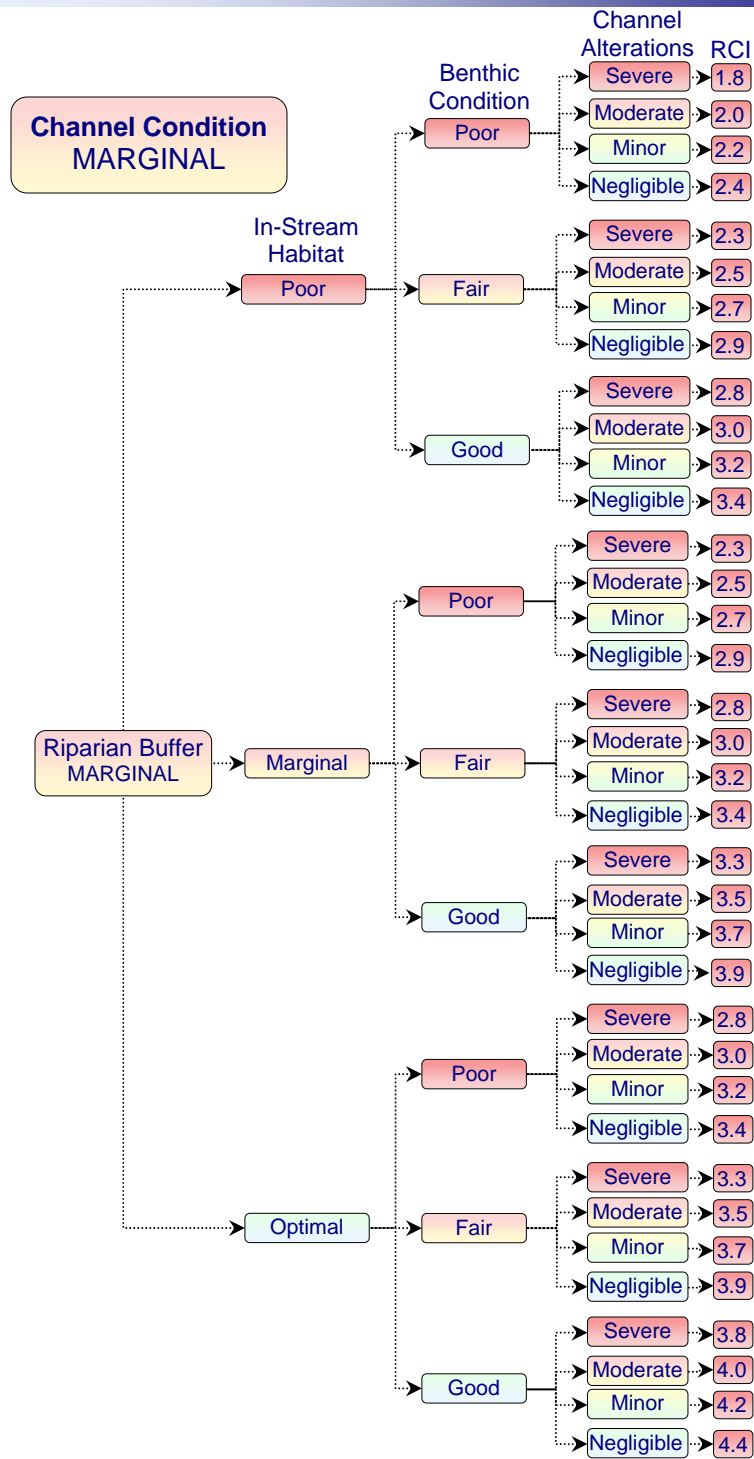 Channel
Alterations RCI
Benthic
Condition
Channel Condition
MARGINAL
In-Stream
Habitat
Poor
Poor
Severe 1.8
Moderate 2.0
Minor 2.2
Negligible 2.4
Fair
Severe 2.3
Moderate 2.5
Minor 2.7
Negligible 2.9
Good
Severe 2.8
Moderate 3.0
Minor 3.2
Negligible 3.4
Riparian Buffer
MARGINAL
Marginal
Poor
Severe 2.3
Moderate 2.5
Minor 2.7
Negligible 2.9
Fair
Severe 2.8
Moderate 3.0
Minor 3.2
Negligible 3.4
Good
Severe 3.3
Moderate 3.5
Minor 3.7
Negligible 3.9
Optimal
Poor
Severe 2.8
Moderate 3.0
Minor 3.2
Negligible 3.4
Fair
Severe 3.3
Moderate 3.5
Minor 3.7
Negligible 3.9
Good
Severe 3.8
Moderate 4.0
Minor 4.2
Negligible 4.4